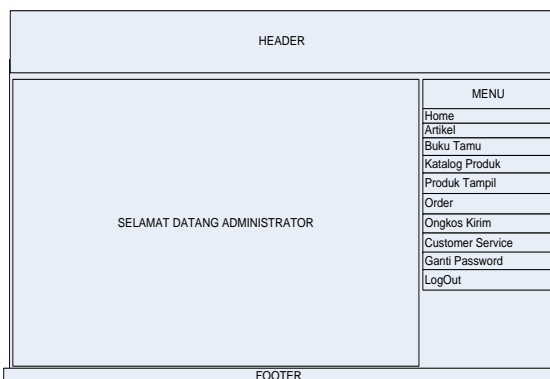 HEADER
SELAMAT DATANG ADMINISTRATOR
MENU
Home
Artikel
Buku Tamu
Katalog Produk
Produk Tampil
Order
Ongkos Kirim
Customer Service
Ganti Password
LogOut
FOOTER